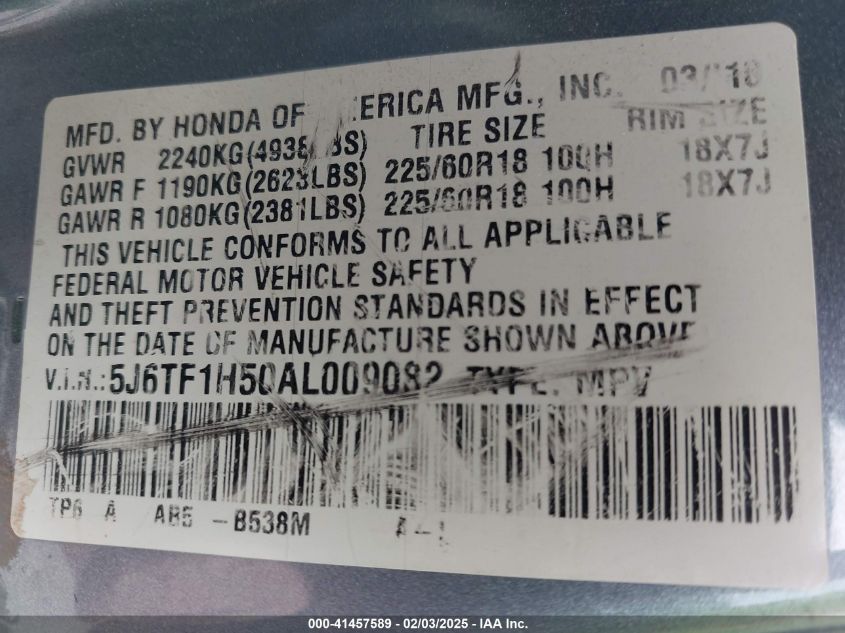 MFD. BY HONDA OF AMERICA MFG., INC. 03/10
GVWR 2240KG(4938LBS) TIRE SIZE RIM SIZE
GAWR F 1190KG(2623LBS) 225/60R18 100H 18X7J
GAWR R 1080KG(2381LBS) 225/60R18 100H 18X7J
THIS VEHICLE CONFORMS TO ALL APPLICABLE
FEDERAL MOTOR VEHICLE SAFETY
AND THEFT PREVENTION STANDARDS IN EFFECT
ON THE DATE OF MANUFACTURE SHOWN ABOVE
V.I.N.:5J6TF1H50AL009082 TYPE: MPV
TP6 A AB5 -B538M A-L
000-41457589 - 02/03/2025 - IAA Inc.